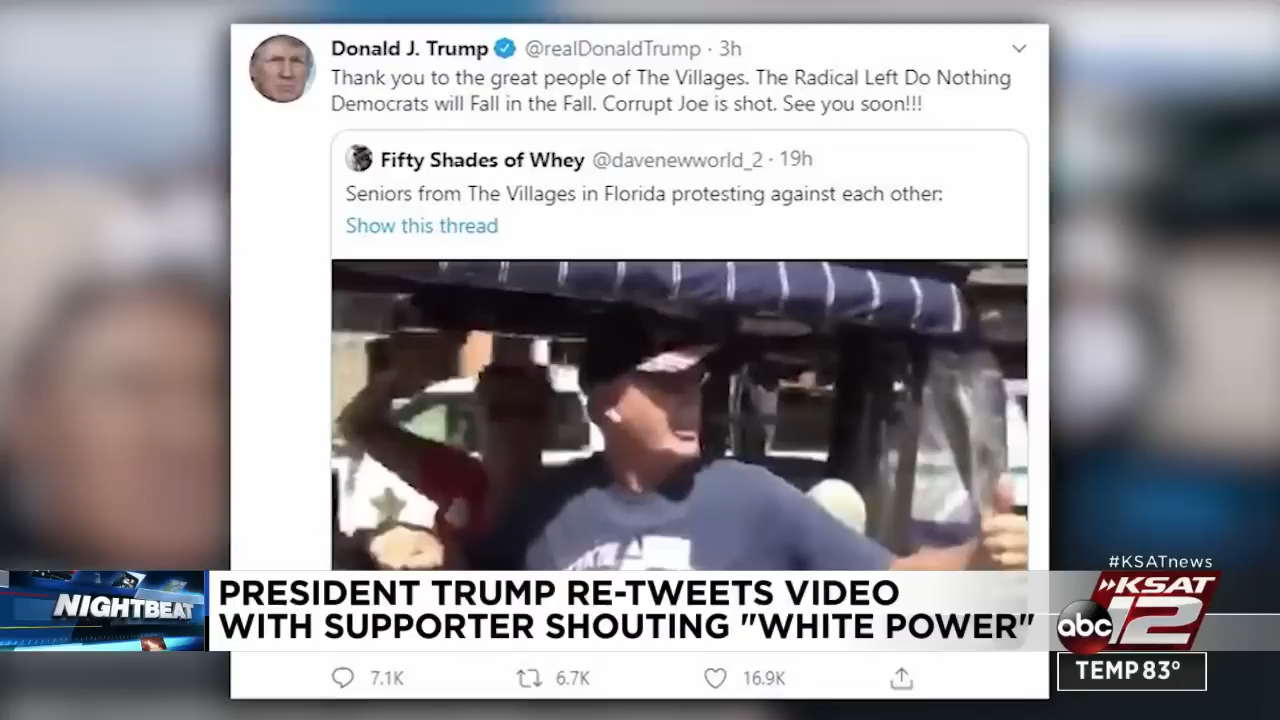 Donald J. Trump @realDonaldTrump · 3h
Thank you to the great people of The Villages. The Radical Left Do Nothing
Democrats will Fall in the Fall. Corrupt Joe is shot. See you soon!!!
Fifty Shades of Whey @davenewworld_2 · 19h
Seniors from The Villages in Florida protesting against each other:
Show this thread
#KSATnews
NIGHTBEAT
PRESIDENT TRUMP RE-TWEETS VIDEO
WITH SUPPORTER SHOUTING "WHITE POWER"
KSAT
abc 12
TEMP 83°
7.1K 6.7K 16.9K